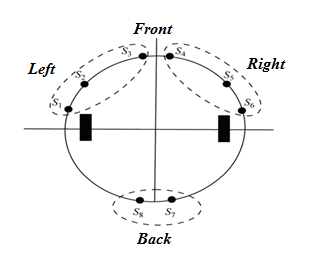 Front
S3 S4
Left
Right
S2
S5
S1
S6
S8 S7
Back